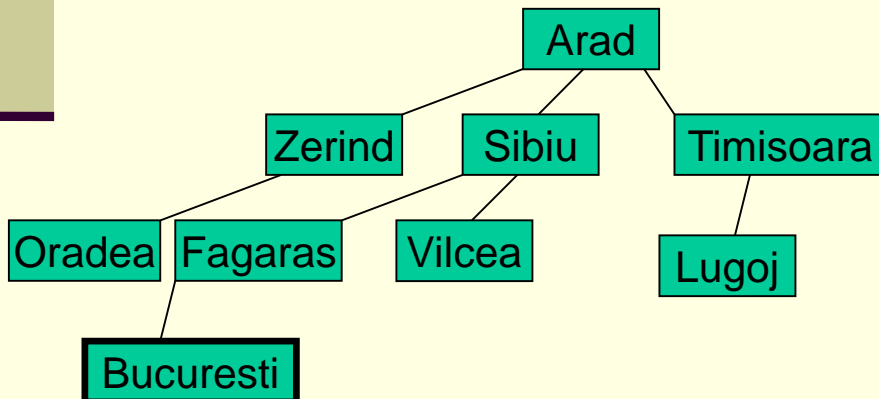 Arad
Zerind Sibiu Timisoara
Oradea Fagaras Vilcea Lugoj
Bucuresti